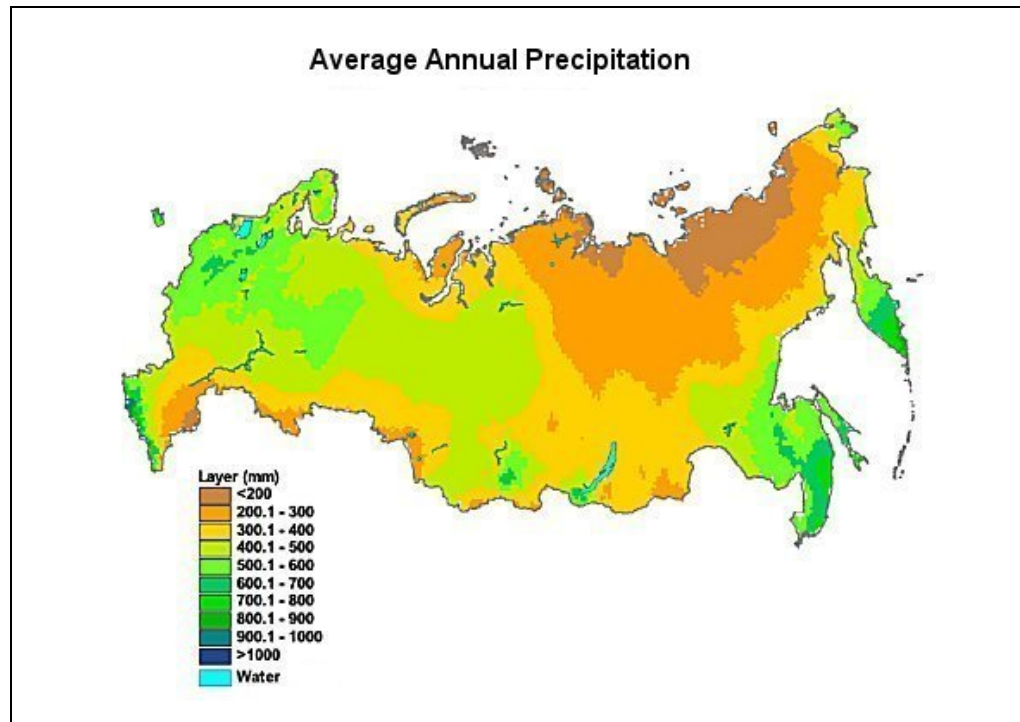 Average Annual Precipitation
Layer (mm)
<200
200.1 - 300
300.1 - 400
400.1 - 500
500.1 - 600
600.1 - 700
700.1 - 800
800.1 - 900
900.1 - 1000
>1000
Water